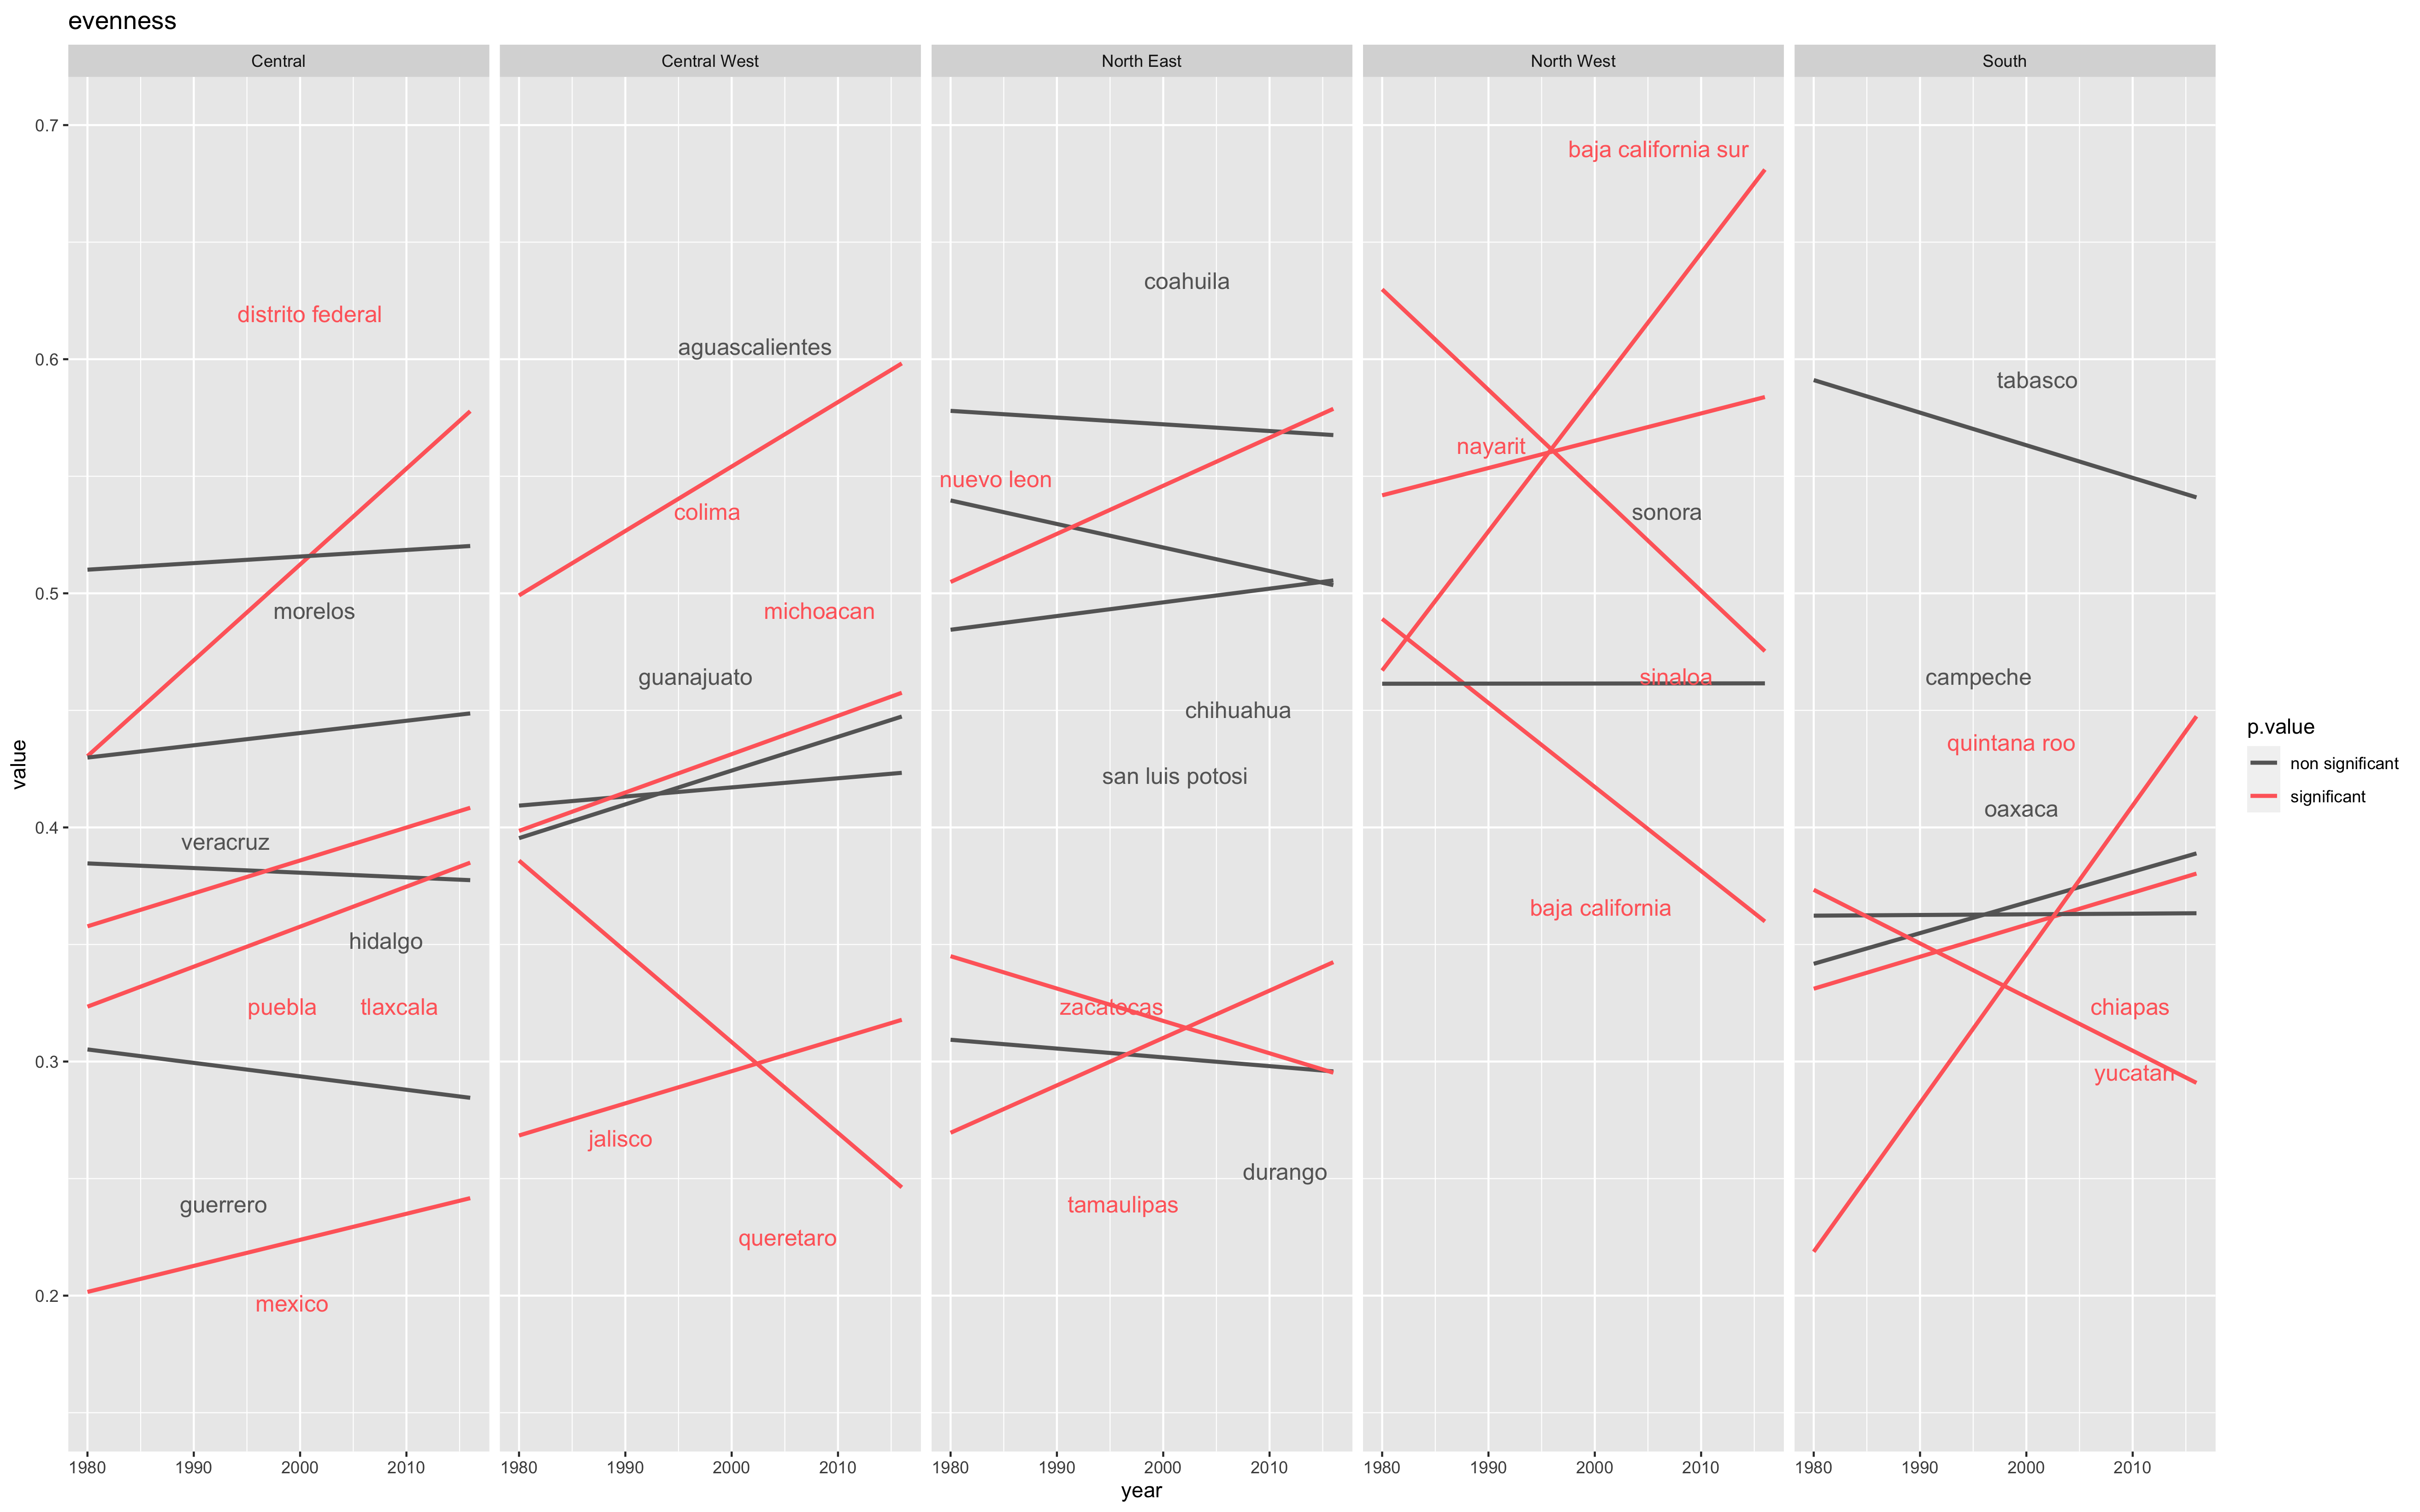 evenness
Central
Central West
North East
North West
South
value
0.7
0.6
0.5
0.4
0.3
0.2
distrito federal
morelos
veracruz
hidalgo
puebla
tlaxcala
guerrero
mexico
aguascalientes
colima
michoacan
guanajuato
jalisco
queretaro
coahuila
nuevo leon
chihuahua
san luis potosi
zacatecas
durango
tamaulipas
baja california sur
nayarit
sonora
sinaloa
baja california
tabasco
campeche
quintana roo
oaxaca
chiapas
yucatan
1980 1990 2000 2010
1980 1990 2000 2010
1980 1990 2000 2010
1980 1990 2000 2010
1980 1990 2000 2010
year
p.value
non significant
significant